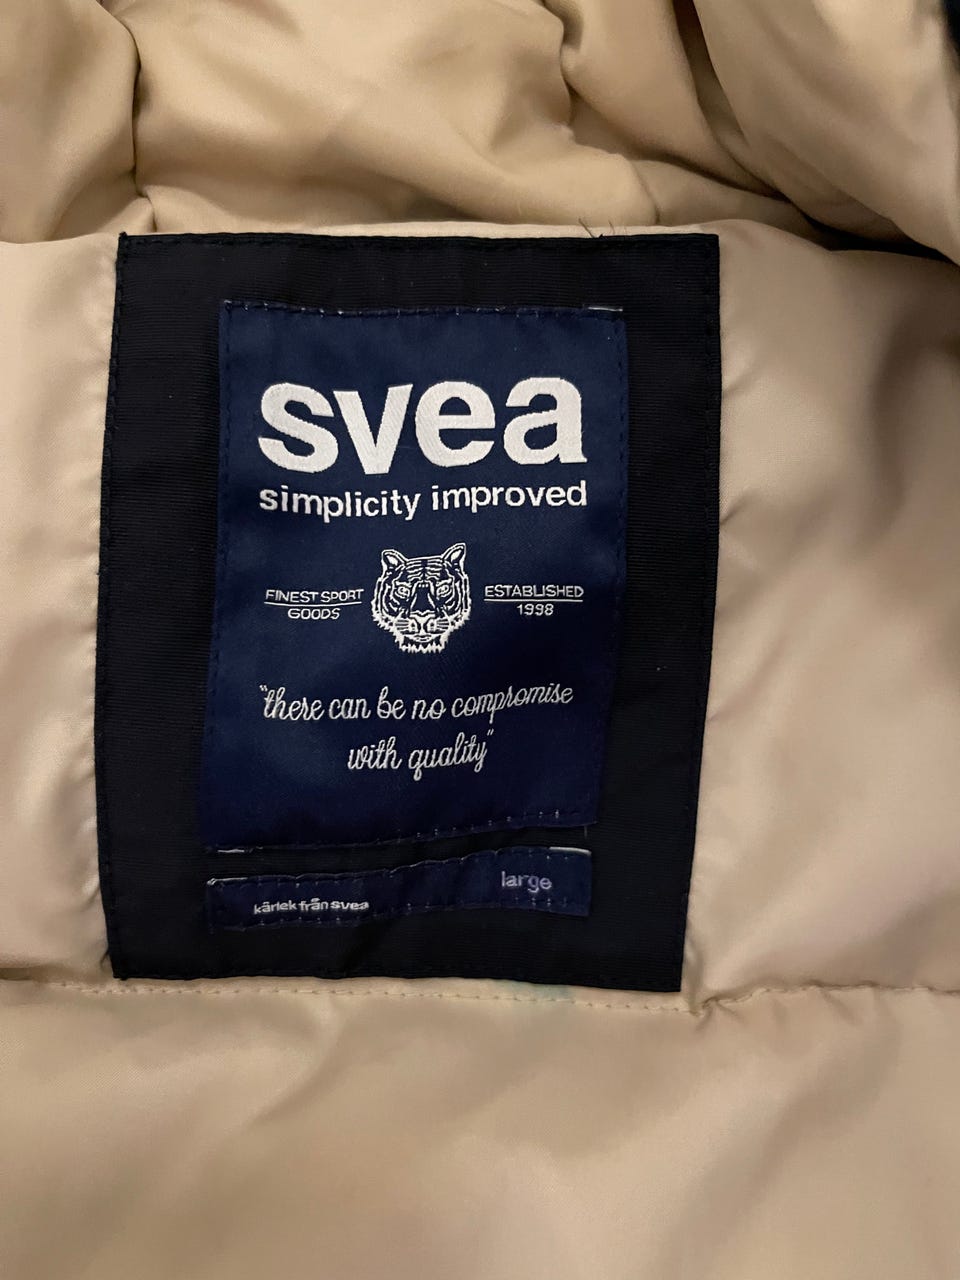 svea
simplicity improved
FINEST SPORT
GOODS
ESTABLISHED
1998
"there can be no compromise
with quality"
large
kärlek från svea